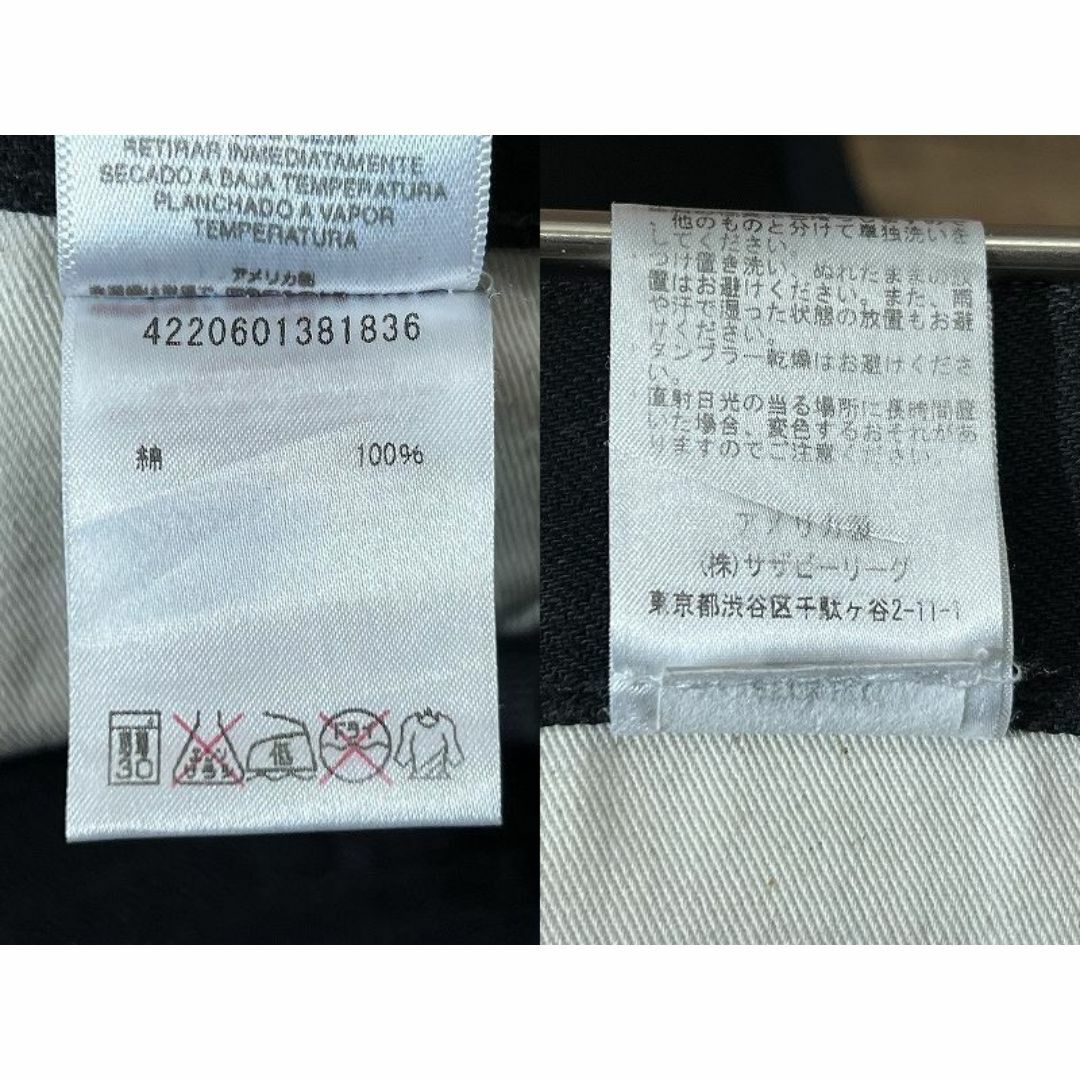 RETIRAR INMEDIATAMENTE
SECADO A BAJA TEMPERATURA
PLANCHADO A VAPOR
TEMPERATURA
アメリカ製
4220601381836
綿 100%
30
低
ドライ
他のものと分けて単独洗いを
してください。
つけ置き洗い、ぬれたまま放
置はお避けください。また、
や汗で湿った状態の放置もお避
けください。
タンブラー乾燥はお避けくださ
い。
直射日光の当る場所に長時間
いた場合、変色するおそれがあ
りますのでご注意ください。
アメリカ製
(株)サザビーリーグ
東京都渋谷区千駄ヶ谷2-11-1